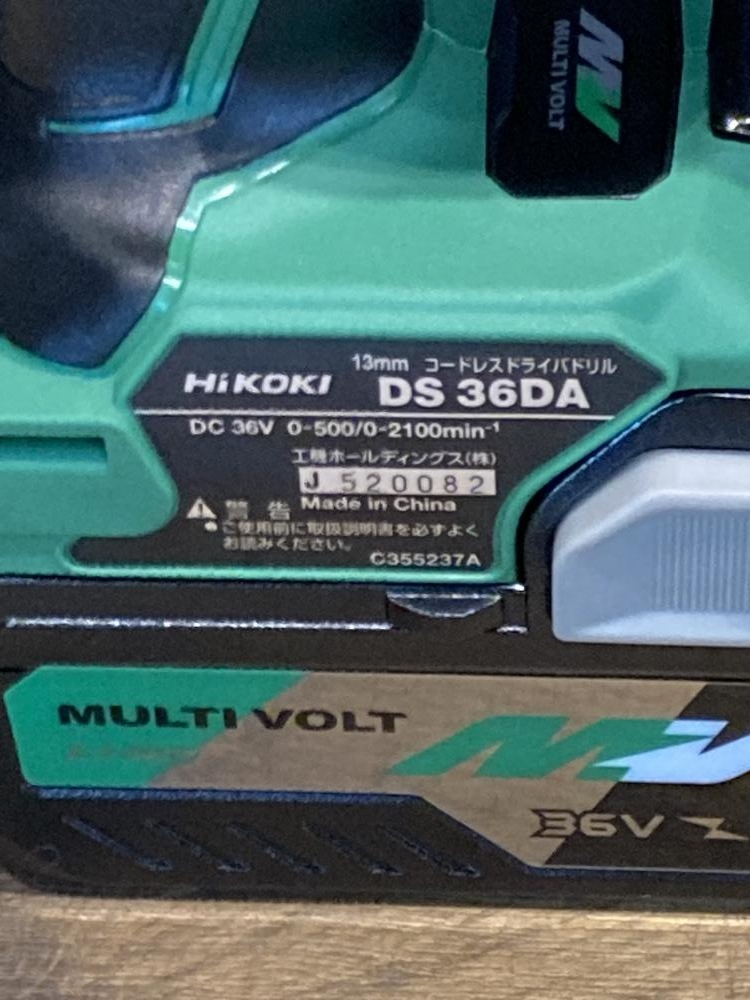 MV
MULTI VOLT
13mm コードレスドライバドリル
HiKOKI DS 36DA
DC 36V 0-500/0-2100min⁻¹
工機ホールディングス(株)
J 520082
Made in China
警告
●ご使用前に取扱説明書を必ずよく
お読みください。
C355237A
MULTI VOLT
MV
36V